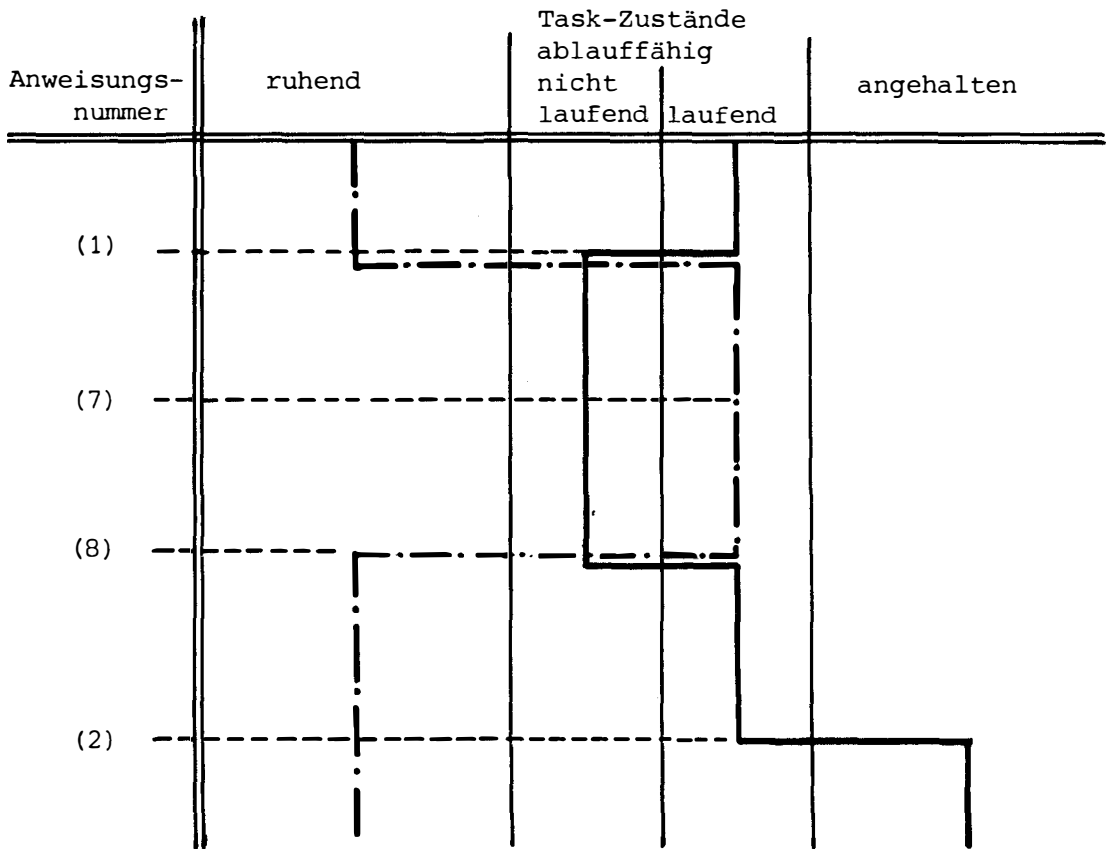 Task-Zustände
ablauffähig
Anweisungs- ruhend nicht angehalten
nummer laufend laufend
(1)
(7)
(8)
(2)